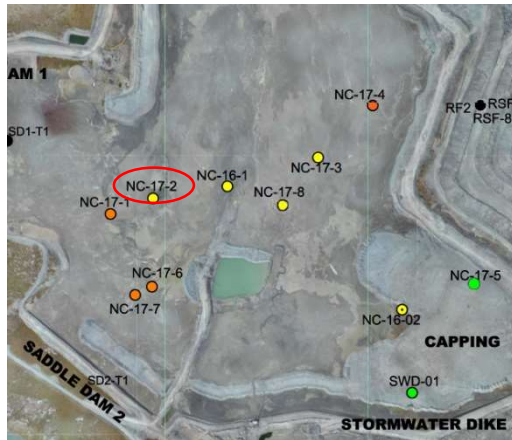 AM 1
NC-17-4
RF2
RSF
RSF-8
SD1-T1
NC-17-3
NC-17-2
NC-16-1
NC-17-1
NC-17-8
NC-17-6
NC-17-5
NC-17-7
NC-16-02
CAPPING
SADDLE DAM 2
SD2-T1
SWD-01
STORMWATER DIKE